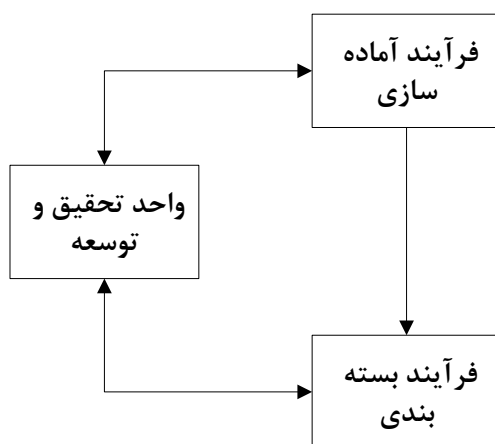 فرآیند آماده
سازی
واحد تحقیق و
توسعه
فرآیند بسته
بندی